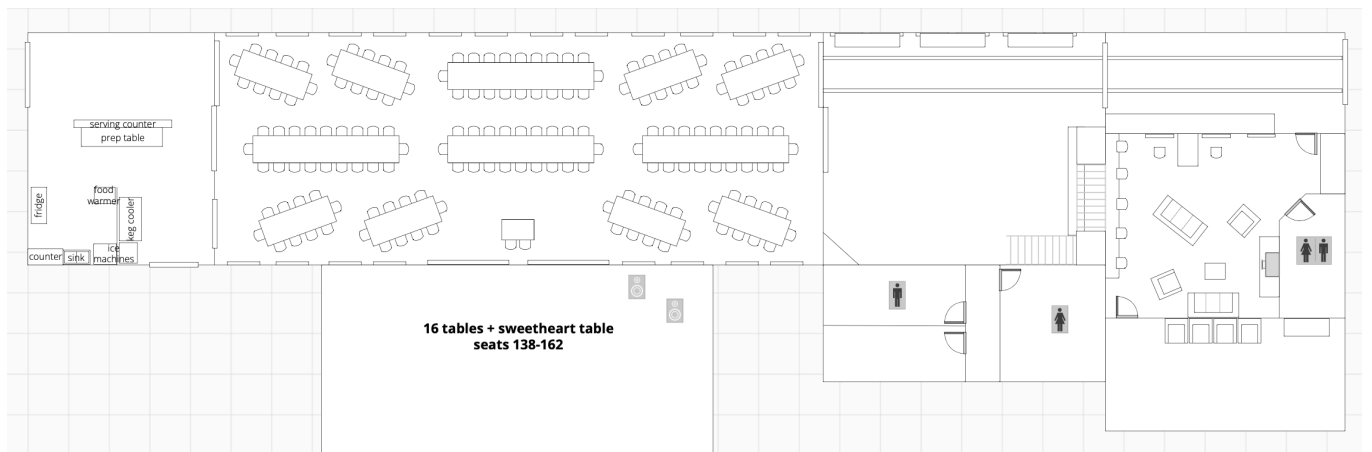 serving counter
prep table
food
warmer
fridge
keg cooler
ice
machines
counter
sink
16 tables + sweetheart table
seats 138-162